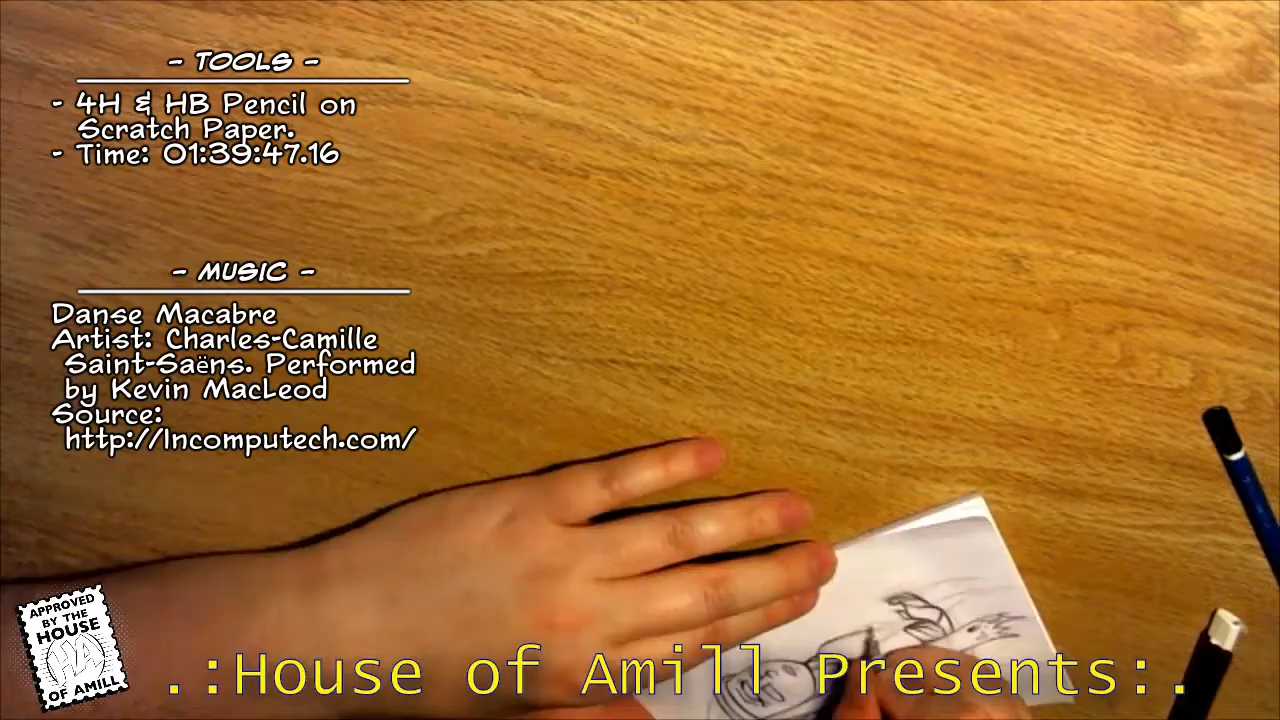 - TOOLS -
- 4H & HB Pencil on
Scratch Paper.
- Time: 01:39:47.16
- MUSIC -
Danse Macabre
Artist: Charles-Camille
Saint-Saëns. Performed
by Kevin MacLeod
Source:
http://Incomputech.com/
APPROVED
BY THE
HOUSE
HA
OF AMILL
.:House of Amill Presents:.